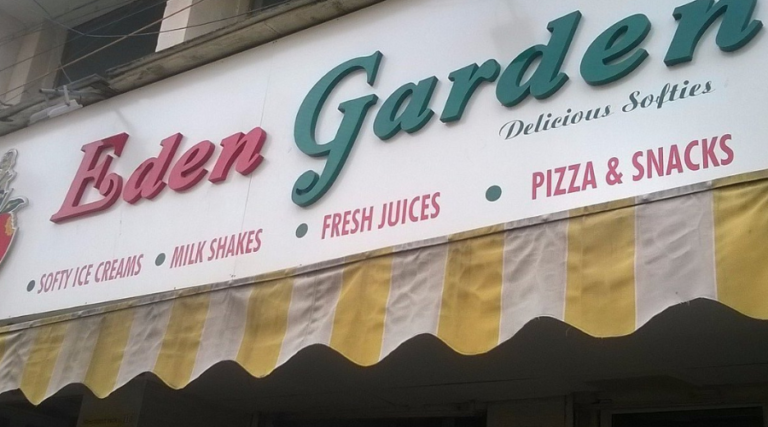 Eden Garden
Delicious Softies
• SOFTY ICE CREAMS • MILK SHAKES • FRESH JUICES • PIZZA & SNACKS